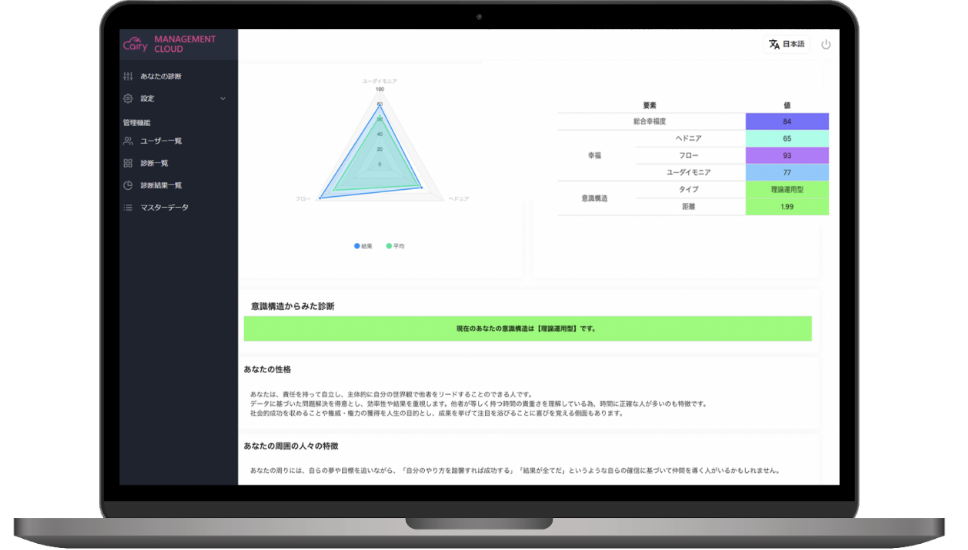 Cairy
MANAGEMENT
CLOUD
日本語
あなたの診断
設定
管理機能
ユーザー一覧
診断一覧
診断結果一覧
マスターデータ
ユーダイモニア
100
80
60
40
20
0
フロー
ヘドニア
結果
平均
要素 値
総合幸福度 84
ヘドニア 65
幸福 フロー 93
ユーダイモニア 77
意識構造 タイプ 理論運用型
距離 1.99
意識構造からみた診断
現在のあなたの意識構造は【理論運用型】です。
あなたの性格
あなたは、責任を持って自立し、主体的に自分の世界観で他者をリードすることのできる人です。
データに基づいた問題解決を得意とし、効率性や結果を重視します。他者が等しく持つ時間の貴重さを理解している為、時間に正確な人が多いのも特徴です。
社会的成功を収めることや権威・権力の獲得を人生の目的とし、成果を挙げて注目を浴びることに喜びを覚える側面もあります。
あなたの周囲の人々の特徴
あなたの周りには、自らの夢や目標を追いながら、「自分のやり方を踏襲すれば成功する」「結果が全てだ」というような自らの確信に基づいて仲間を導く人がいるかもしれません。